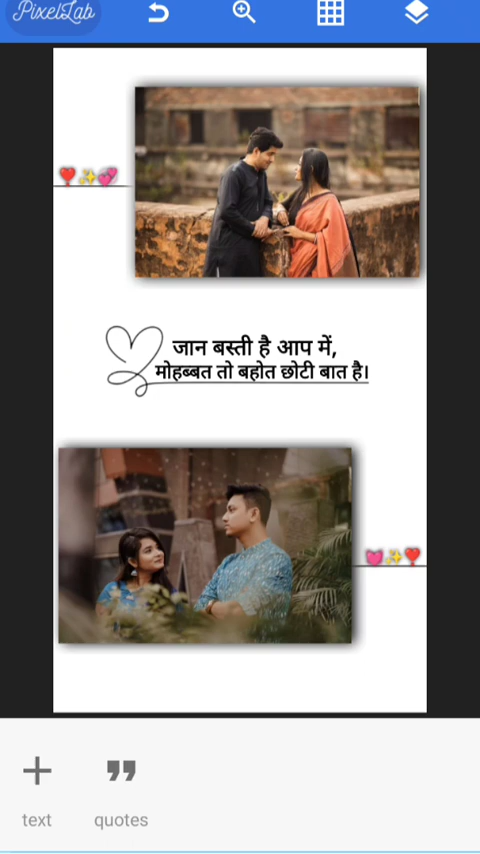 PixelLab
❣️✨💞
जान बस्ती है आप में,
मोहब्बत तो बहोत छोटी बात है।
💓✨❣️
text
quotes